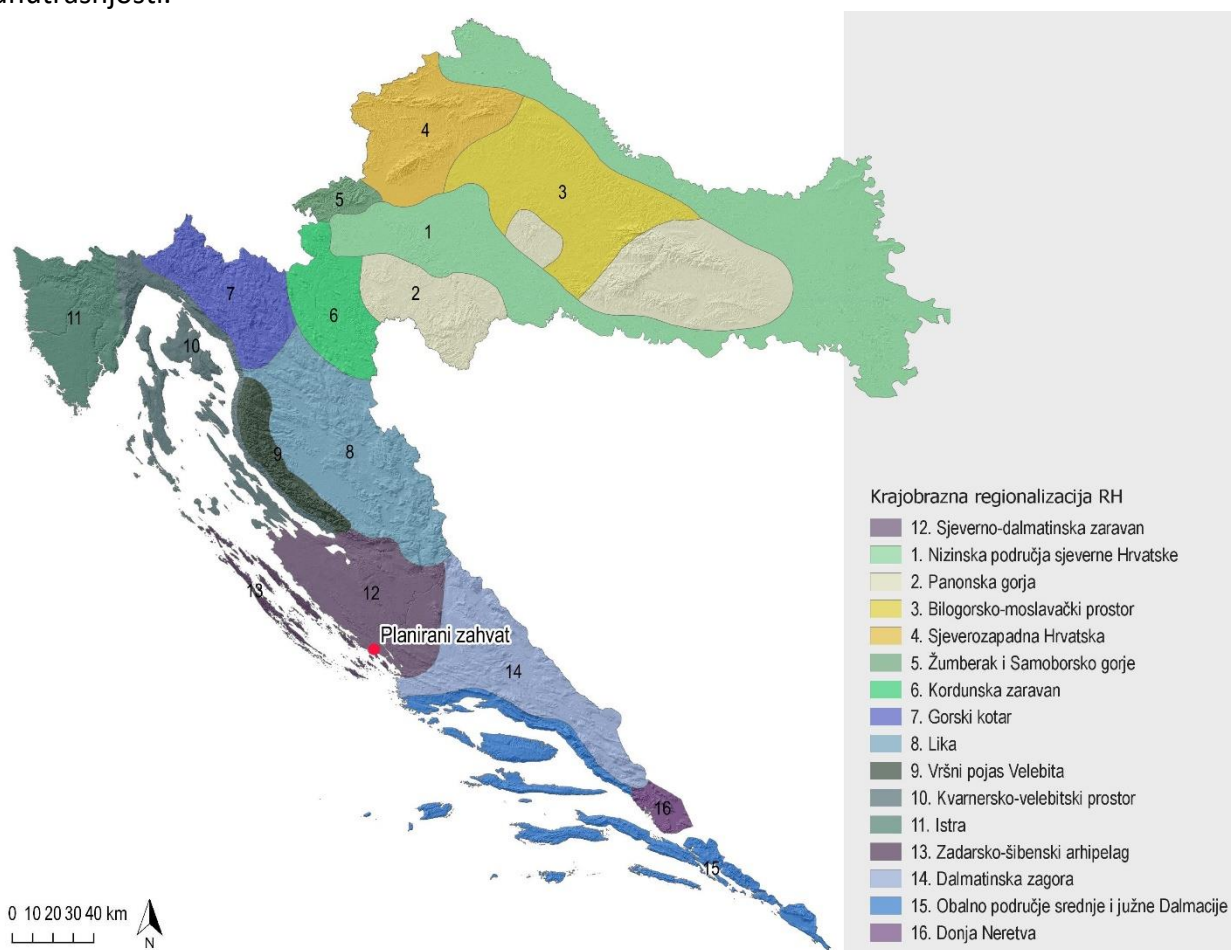 4
3
5
1
2
7
6
11
10
8
9
13
12
Planirani zahvat
14
16
15
Krajobrazna regionalizacija RH
12. Sjeverno-dalmatinska zaravan
1. Nizinska područja sjeverne Hrvatske
2. Panonska gorja
3. Bilogorsko-moslavački prostor
4. Sjeverozapadna Hrvatska
5. Žumberak i Samoborsko gorje
6. Kordunska zaravan
7. Gorski kotar
8. Lika
9. Vršni pojas Velebita
10. Kvarnersko-velebitski prostor
11. Istra
13. Zadarsko-šibenski arhipelag
14. Dalmatinska zagora
15. Obalno područje srednje i južne Dalmacije
16. Donja Neretva
0 10 20 30 40 km
N